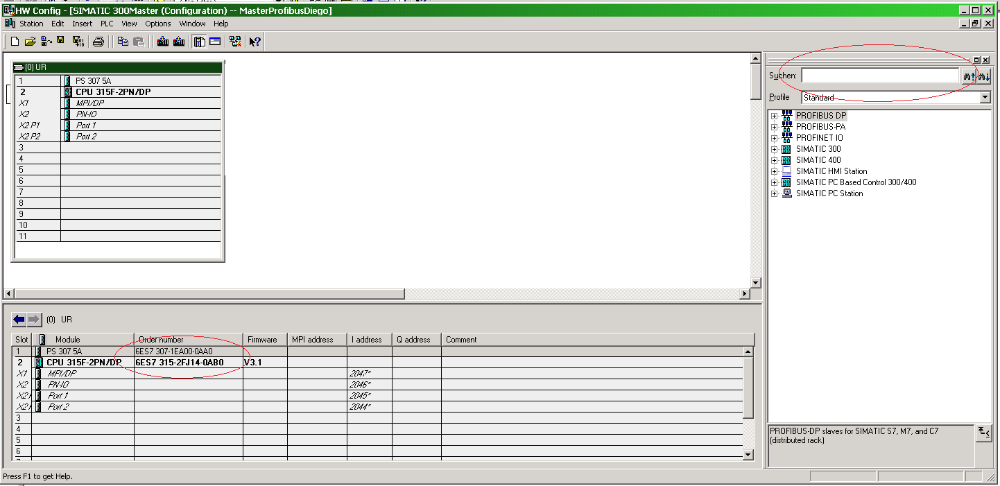 HW Config - [SIMATIC 300Master (Configuration) -- MasterProfibusDiego]
Station Edit Insert PLC View Options Window Help
(0) UR
1 PS 307 5A
2 CPU 315F-2PN/DP
X1 MPI/DP
X2 PN-IO
X2 P1 Port 1
X2 P2 Port 2
3
4
5
6
7
8
9
10
11
Suchen:
Profile Standard
PROFIBUS DP
PROFIBUS-PA
PROFINET IO
SIMATIC 300
SIMATIC 400
SIMATIC HMI Station
SIMATIC PC Based Control 300/400
SIMATIC PC Station
(0) UR
Slot Module Order number Firmware MPI address I address Q address Comment
1 PS 307 5A 6ES7 307-1EA00-0AA0
2 CPU 315F-2PN/DP 6ES7 315-2FJ14-0AB0 V3.1
X1 MPI/DP 2047*
X2 PN-IO 2046*
X2 Port 1 2045*
X2 Port 2 2044*
3
4
5
6
PROFIBUS-DP slaves for SIMATIC S7, M7, and C7
(distributed rack)
Press F1 to get Help.